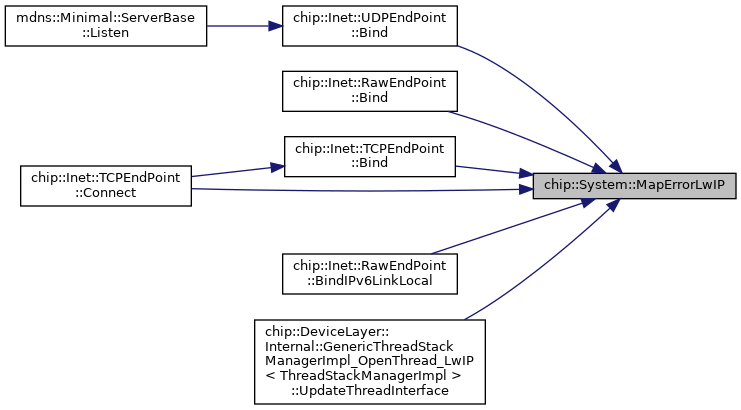 mdns::Minimal::ServerBase
::Listen
chip::Inet::UDPEndPoint
::Bind
chip::Inet::RawEndPoint
::Bind
chip::Inet::TCPEndPoint
::Bind
chip::Inet::TCPEndPoint
::Connect
chip::System::MapErrorLwIP
chip::Inet::RawEndPoint
::BindIPv6LinkLocal
chip::DeviceLayer::
Internal::GenericThreadStack
ManagerImpl_OpenThread_LwIP
< ThreadStackManagerImpl >
::UpdateThreadInterface